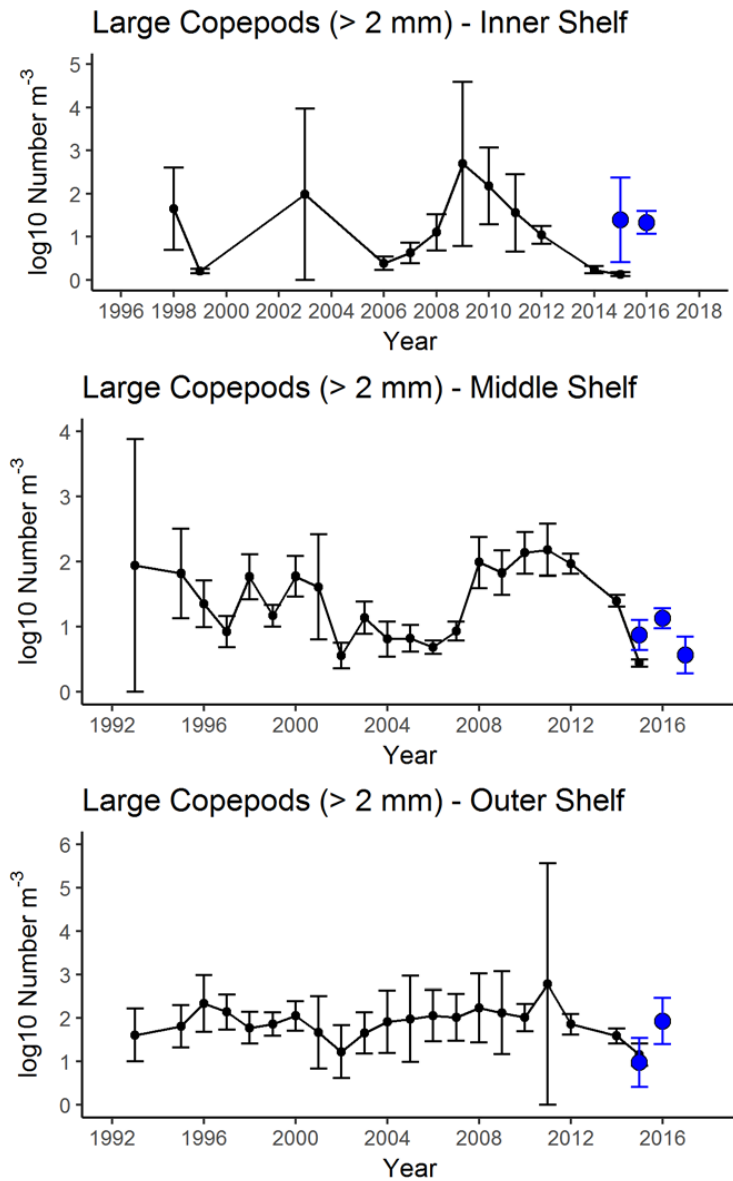 Large Copepods (> 2 mm) - Inner Shelf
5
4
3
2
1
0
log10 Number m⁻³
1996 1998 2000 2002 2004 2006 2008 2010 2012 2014 2016 2018
Year
Large Copepods (> 2 mm) - Middle Shelf
4
3
2
1
0
log10 Number m⁻³
1992 1996 2000 2004 2008 2012 2016
Year
Large Copepods (> 2 mm) - Outer Shelf
6
5
4
3
2
1
0
log10 Number m⁻³
1992 1996 2000 2004 2008 2012 2016
Year